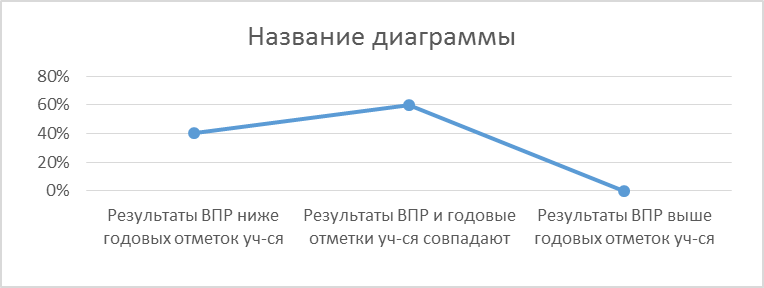 Название диаграммы
80%
60%
40%
20%
0%
Результаты ВПР ниже
годовых отметок уч-ся
Результаты ВПР и годовые
отметки уч-ся совпадают
Результаты ВПР выше
годовых отметок уч-ся